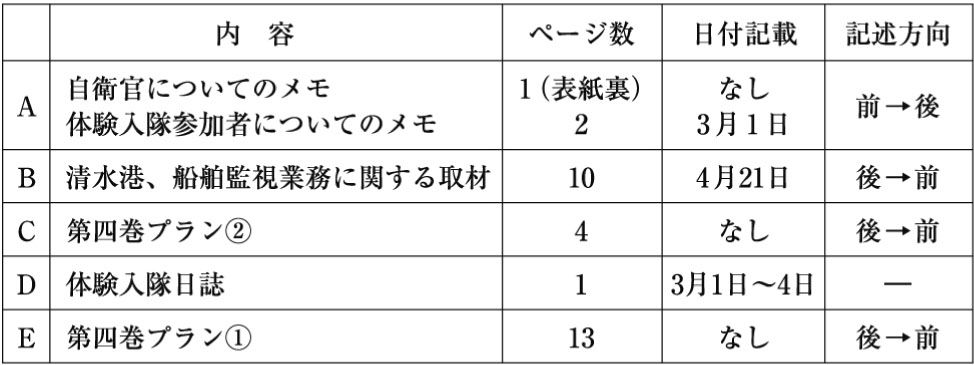 内　容 ページ数 日付記載 記述方向
A 自衛官についてのメモ 1（表紙裏） なし 前→後
体験入隊参加者についてのメモ 2 3月1日
B 清水港、船舶監視業務に関する取材 10 4月21日 後→前
C 第四巻プラン② 4 なし 後→前
D 体験入隊日誌 1 3月1日～4日 ―
E 第四巻プラン① 13 なし 後→前